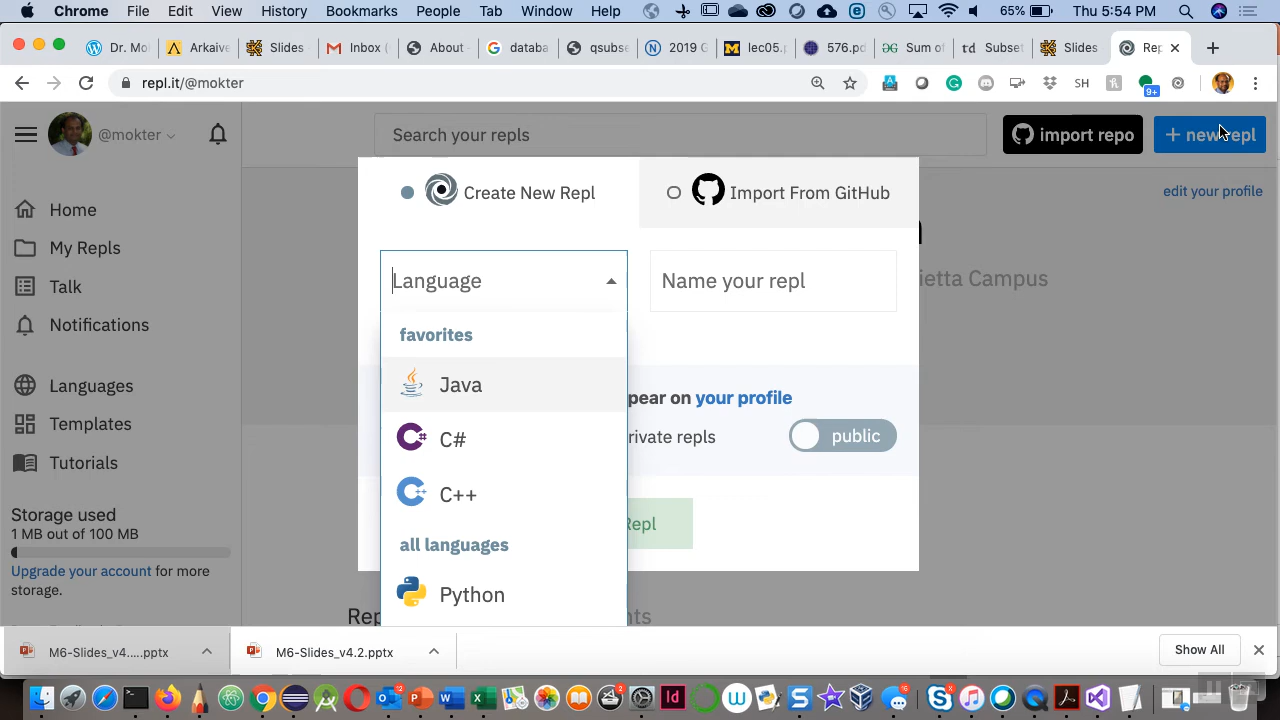 Chrome File Edit View History Bookmarks People Tab Window Help 65% Thu 5:54 PM
Dr. Mo Arkaive Slides Inbox ( About Google databa qsubse 2019 G lec05.p 576.pd Sum of Subset Slides Rep
repl.it/@mokter SH 9+
@mokter
Search your repls
import repo
+ new repl
edit your profile
Create New Repl
Import From GitHub
Language
Name your repl
ietta Campus
favorites
Java
C#
C++
all languages
Python
pear on your profile
rivate repls
public
Repl
Home
My Repls
Talk
Notifications
Languages
Templates
Tutorials
Storage used
1 MB out of 100 MB
Upgrade your account for more
storage.
Rep
nts
M6-Slides_v4.....pptx
M6-Slides_v4.2.pptx
Show All